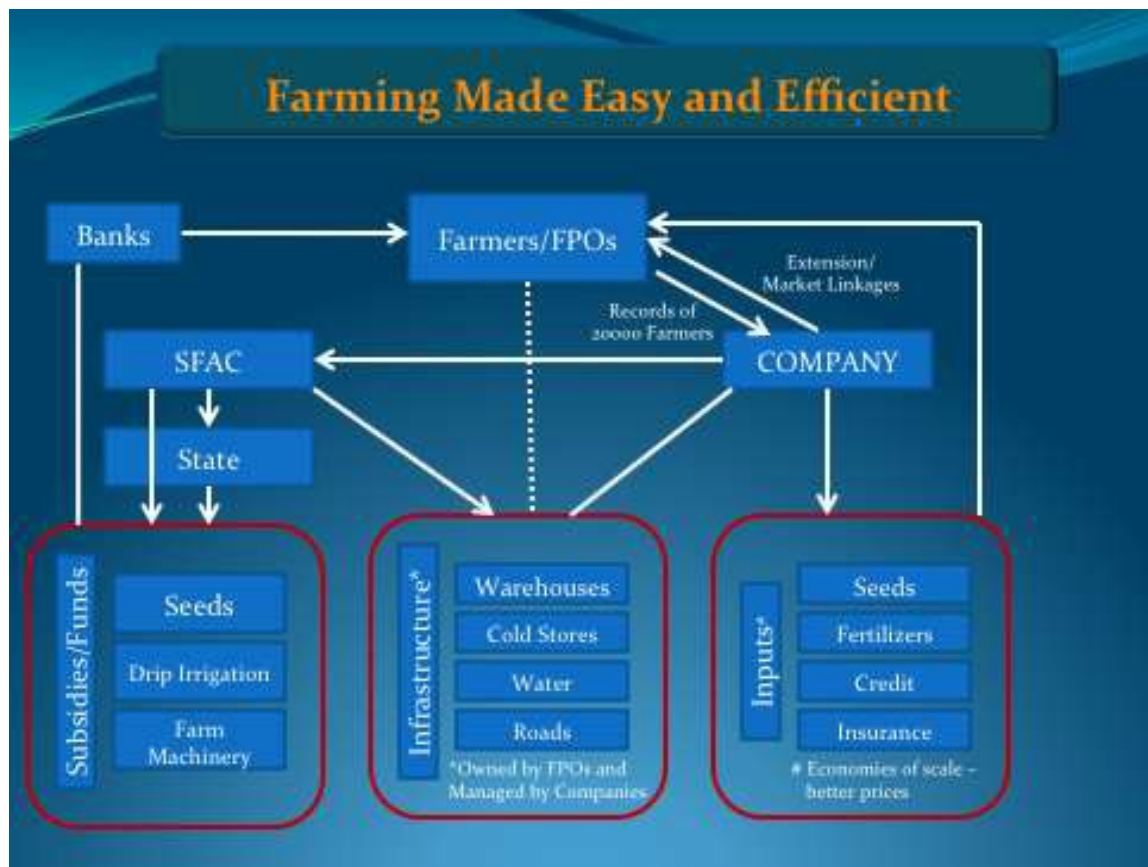 Farming Made Easy and Efficient
Banks
Farmers/FPOs
Extension/
Market Linkages
Records of
20000 Farmers
SFAC
COMPANY
State
Subsidies/Funds
Seeds
Drip Irrigation
Farm
Machinery
Infrastructure*
Warehouses
Cold Stores
Water
Roads
*Owned by FPOs and
Managed by Companies
Inputs#
Seeds
Fertilizers
Credit
Insurance
# Economies of scale –
better prices